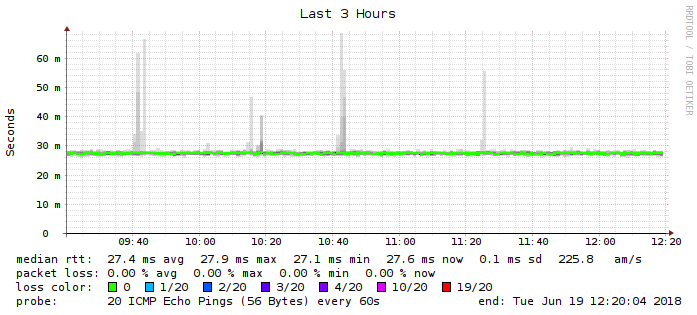 Last 3 Hours
RRDTOOL / TOBI OETIKER
Seconds
60 m
50 m
40 m
30 m
20 m
10 m
0
09:40 10:00 10:20 10:40 11:00 11:20 11:40 12:00 12:20
median rtt: 27.4 ms avg 27.9 ms max 27.1 ms min 27.6 ms now 0.1 ms sd 225.8 am/s
packet loss: 0.00 % avg 0.00 % max 0.00 % min 0.00 % now
loss color: 0 1/20 2/20 3/20 4/20 10/20 19/20
probe: 20 ICMP Echo Pings (56 Bytes) every 60s end: Tue Jun 19 12:20:04 2018